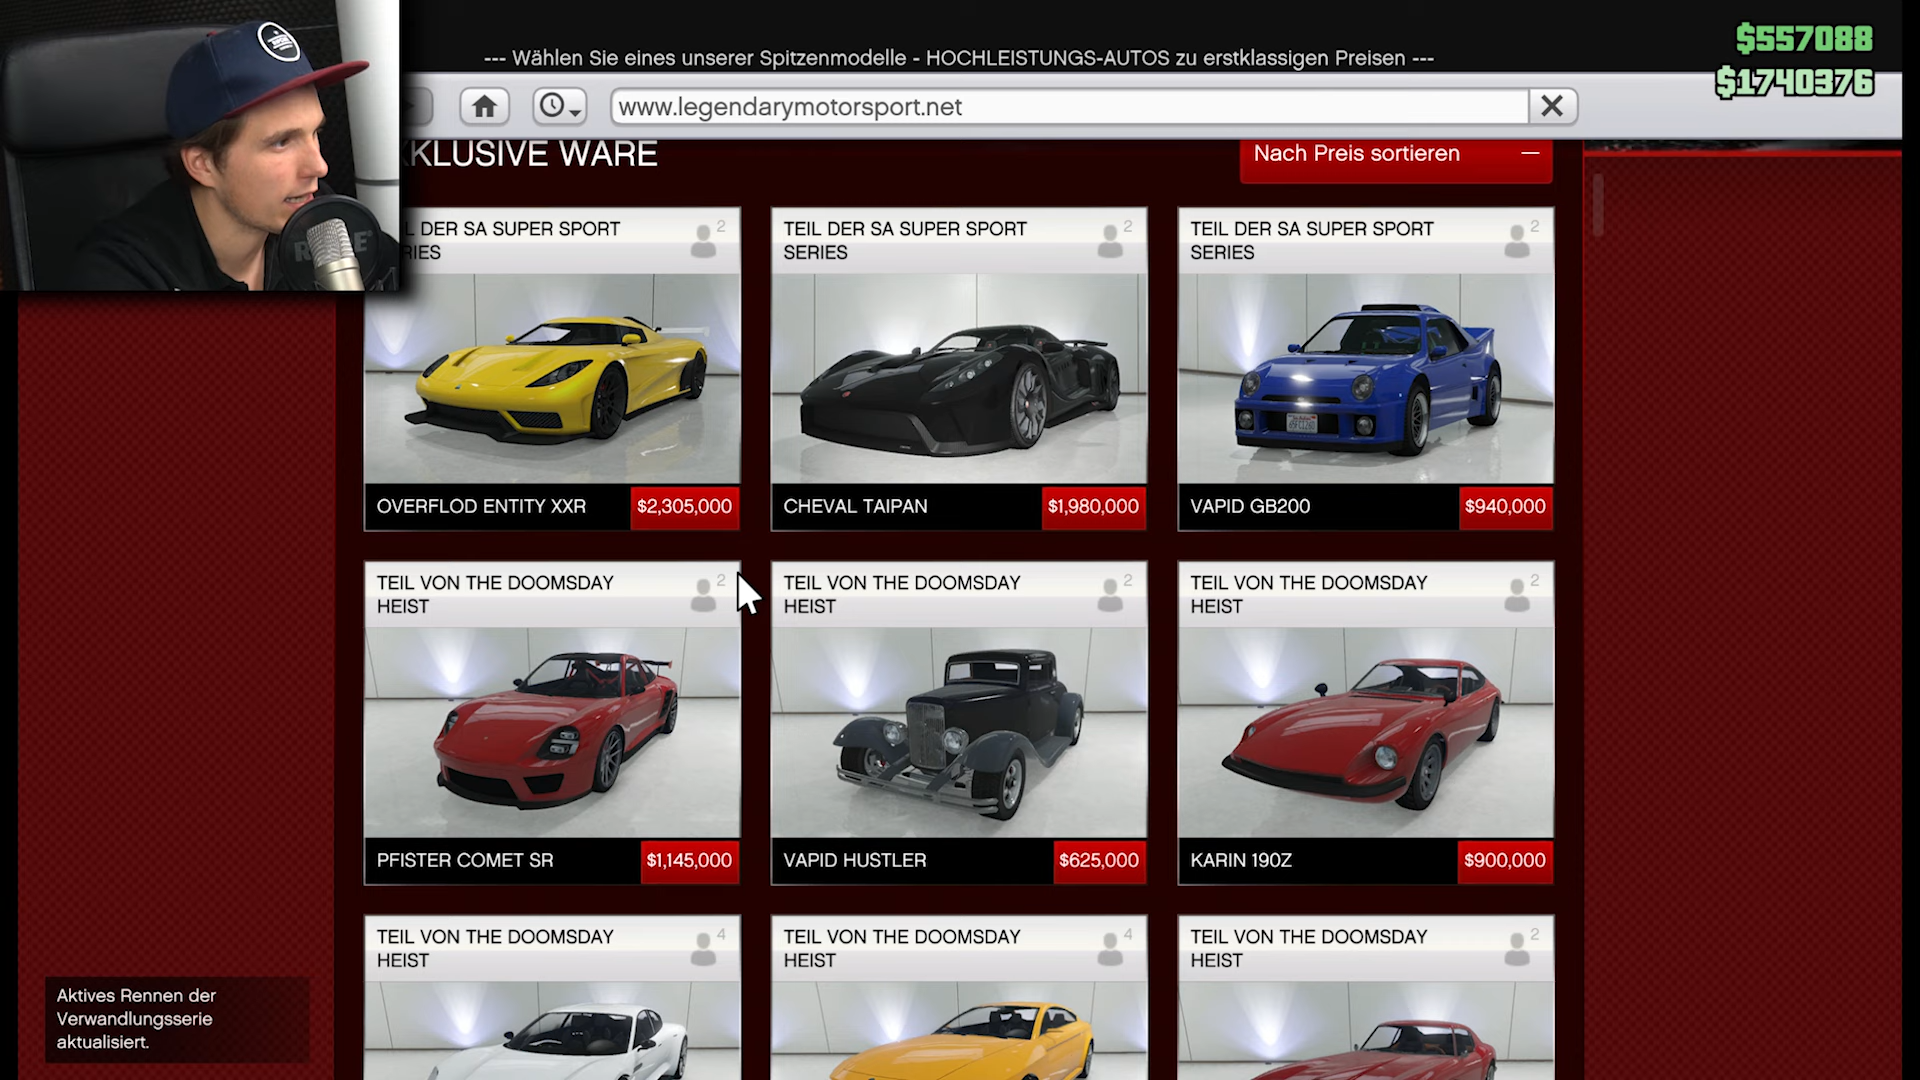 --- Wählen Sie eines unserer Spitzenmodelle - HOCHLEISTUNGS-AUTOS zu erstklassigen Preisen ---
$557088
$1740376
www.legendarymotorsport.net
WARE
Nach Preis sortieren
DER SA SUPER SPORT
2
TEIL DER SA SUPER SPORT
SERIES
2
TEIL DER SA SUPER SPORT
SERIES
2
OVERFLOD ENTITY XXR
$2,305,000
CHEVAL TAIPAN
$1,980,000
VAPID GB200
$940,000
TEIL VON THE DOOMSDAY
HEIST
2
TEIL VON THE DOOMSDAY
HEIST
2
TEIL VON THE DOOMSDAY
HEIST
2
PFISTER COMET SR
$1,145,000
VAPID HUSTLER
$625,000
KARIN 190Z
$900,000
TEIL VON THE DOOMSDAY
HEIST
4
TEIL VON THE DOOMSDAY
HEIST
4
TEIL VON THE DOOMSDAY
HEIST
2
Aktives Rennen der
Verwandlungsserie
aktualisiert.